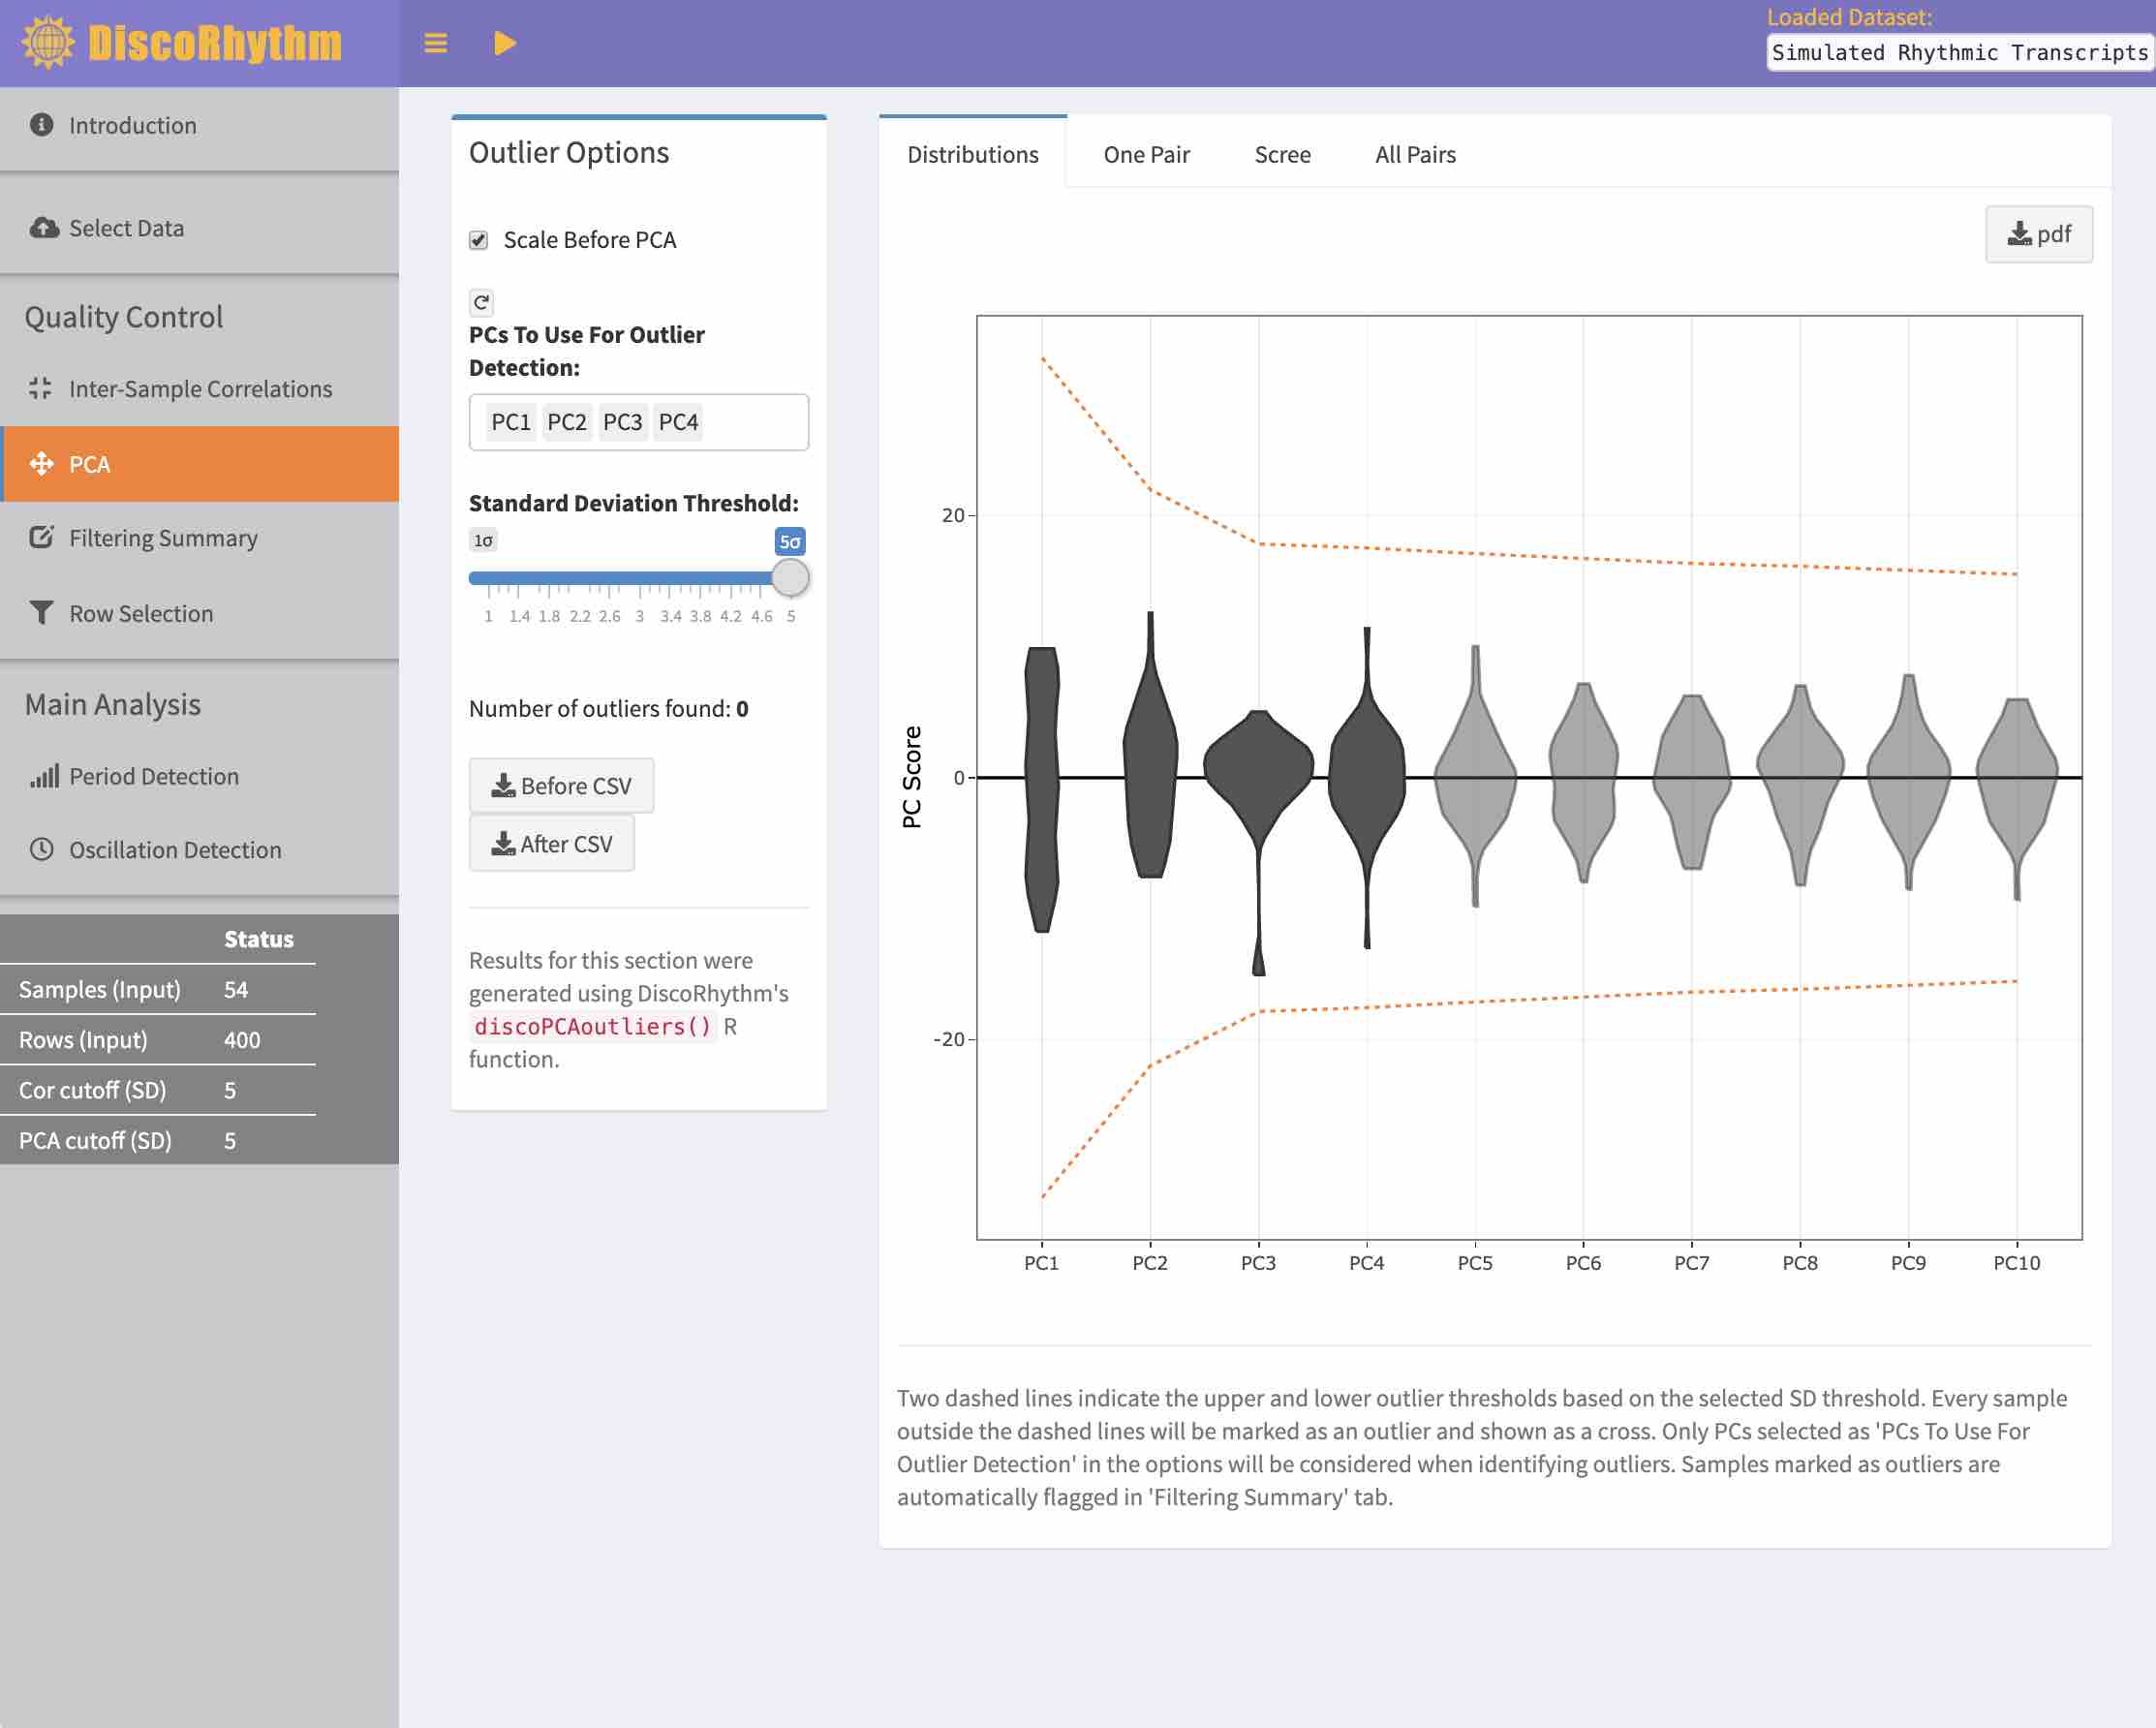 DiscoRhythm
Loaded Dataset:
Simulated Rhythmic Transcripts
Introduction
Select Data
Quality Control
Inter-Sample Correlations
PCA
Filtering Summary
Row Selection
Main Analysis
Period Detection
Oscillation Detection
Status
Samples (Input) 54
Rows (Input) 400
Cor cutoff (SD) 5
PCA cutoff (SD) 5
Outlier Options
Scale Before PCA
PCs To Use For Outlier
Detection:
PC1 PC2 PC3 PC4
Standard Deviation Threshold:
1σ 5σ
1 1.4 1.8 2.2 2.6 3 3.4 3.8 4.2 4.6 5
Number of outliers found: 0
Before CSV
After CSV
Results for this section were
generated using DiscoRhythm's
discoPCAoutliers() R
function.
Distributions One Pair Scree All Pairs
pdf
PC Score
20
0
-20
PC1 PC2 PC3 PC4 PC5 PC6 PC7 PC8 PC9 PC10
Two dashed lines indicate the upper and lower outlier thresholds based on the selected SD threshold. Every sample
outside the dashed lines will be marked as an outlier and shown as a cross. Only PCs selected as 'PCs To Use For
Outlier Detection' in the options will be considered when identifying outliers. Samples marked as outliers are
automatically flagged in 'Filtering Summary' tab.